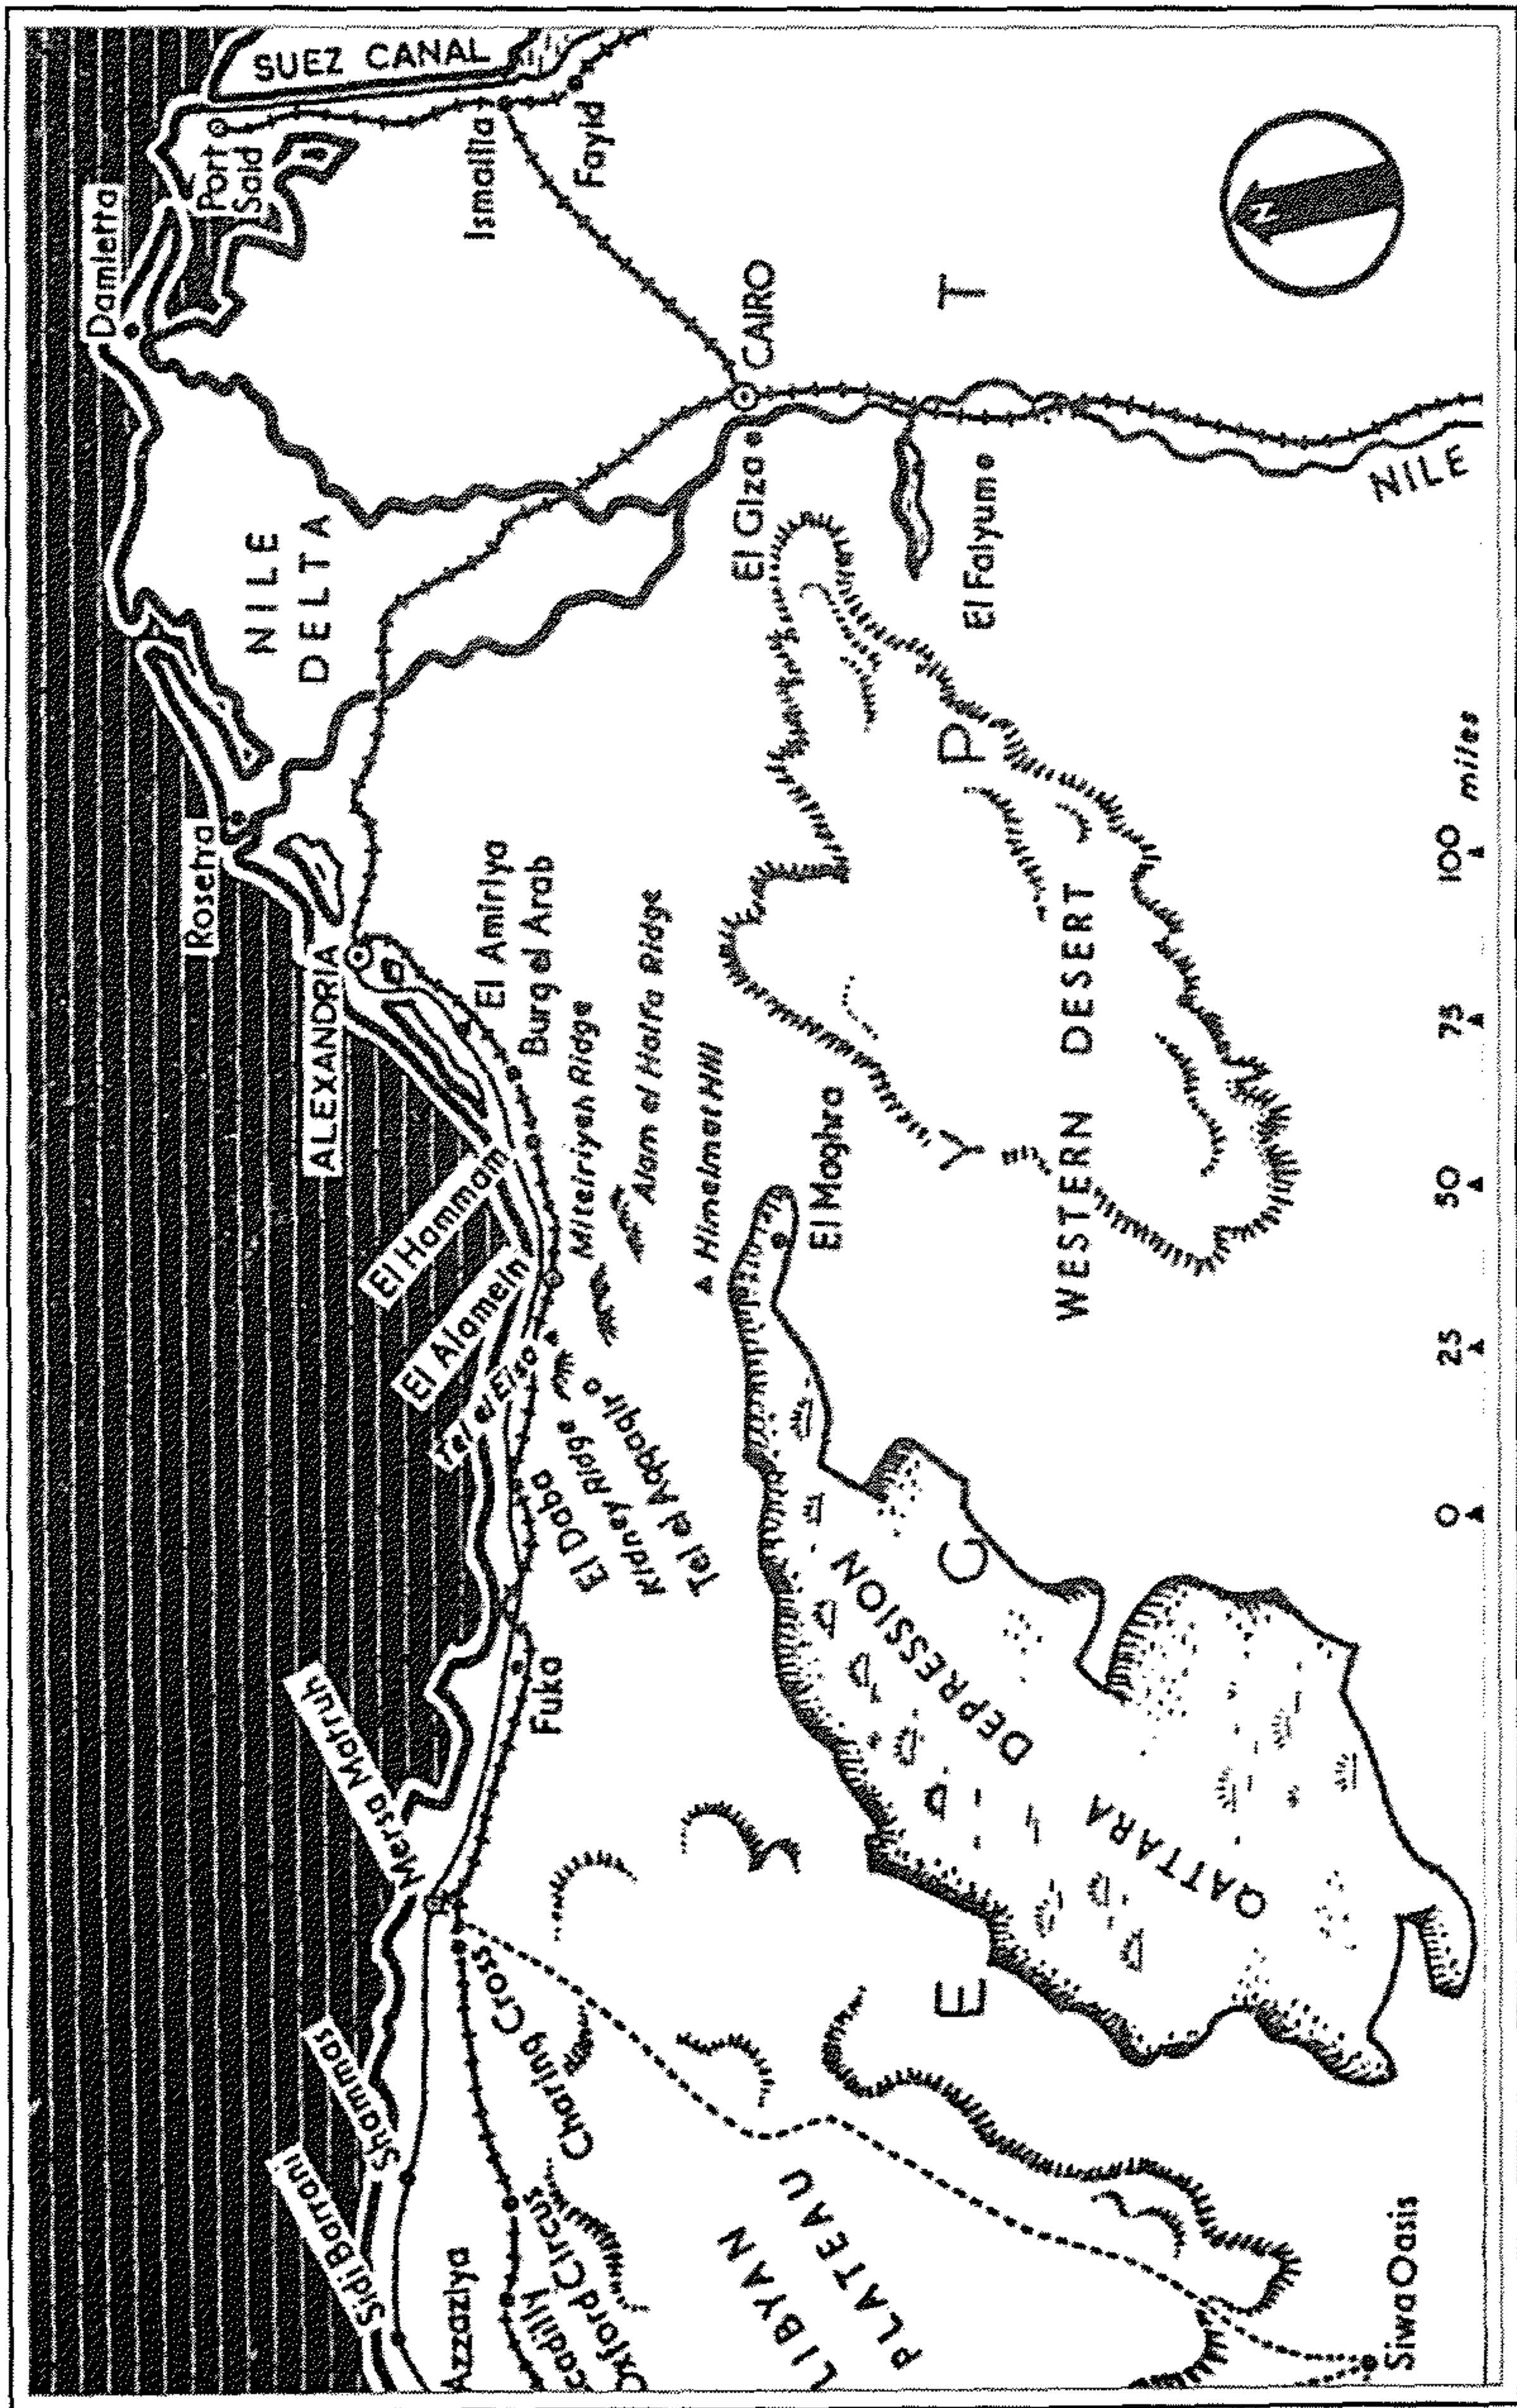 Sidi Barrani
Shammas
Mersa Matruh
El Hammam
El Alamein
Tel el Eisa
ALEXANDRIA
Rosetta
Damietta
Port
Said
SUEZ CANAL
NILE
DELTA
Azzaziya
ccadilly
Oxford Circus
Charing Cross
Fuka
El Daba
Kidney Ridge
Tel el Aqqaqir
El Amiriya
Burg el Arab
Miteiriyah Ridge
Alam el Halfa Ridge
Himeimat Hill
Ismailia
Fayid
CAIRO
El Giza
El Maghra
LIBYAN
PLATEAU
E G Y P T
El Faiyum
QATTARA DEPRESSION
WESTERN DESERT
N
Siwa Oasis
NILE
0 25 50 75 100 miles